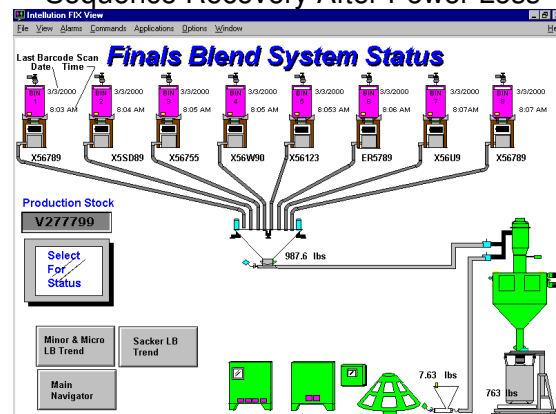 Sequence Recovery After Power Loss
Intellution FIX View
File View Alarms Commands Applications Options Window He
Finals Blend System Status
Last Barcode Scan
Date Time
BIN 1 3/3/2000 BIN 2 3/3/2000 BIN 3 3/3/2000 BIN 4 3/3/2000 BIN 5 3/3/2000 BIN 6 3/3/2000 BIN 7 3/3/2000 BIN 8 3/3/2000
8:03 AM 8:04 AM 8:05 AM 8:05 AM 8:053 AM 8:06 AM 8:07AM 8:07 AM
X56789 X5SD89 X56755 X56W90 X56123 ER5789 X56U9 X56789
Production Stock
V277799
Select
For
Status
987.6 lbs
Minor & Micro
LB Trend
Sacker LB
Trend
Main
Navigator
7.63 lbs
763 lbs